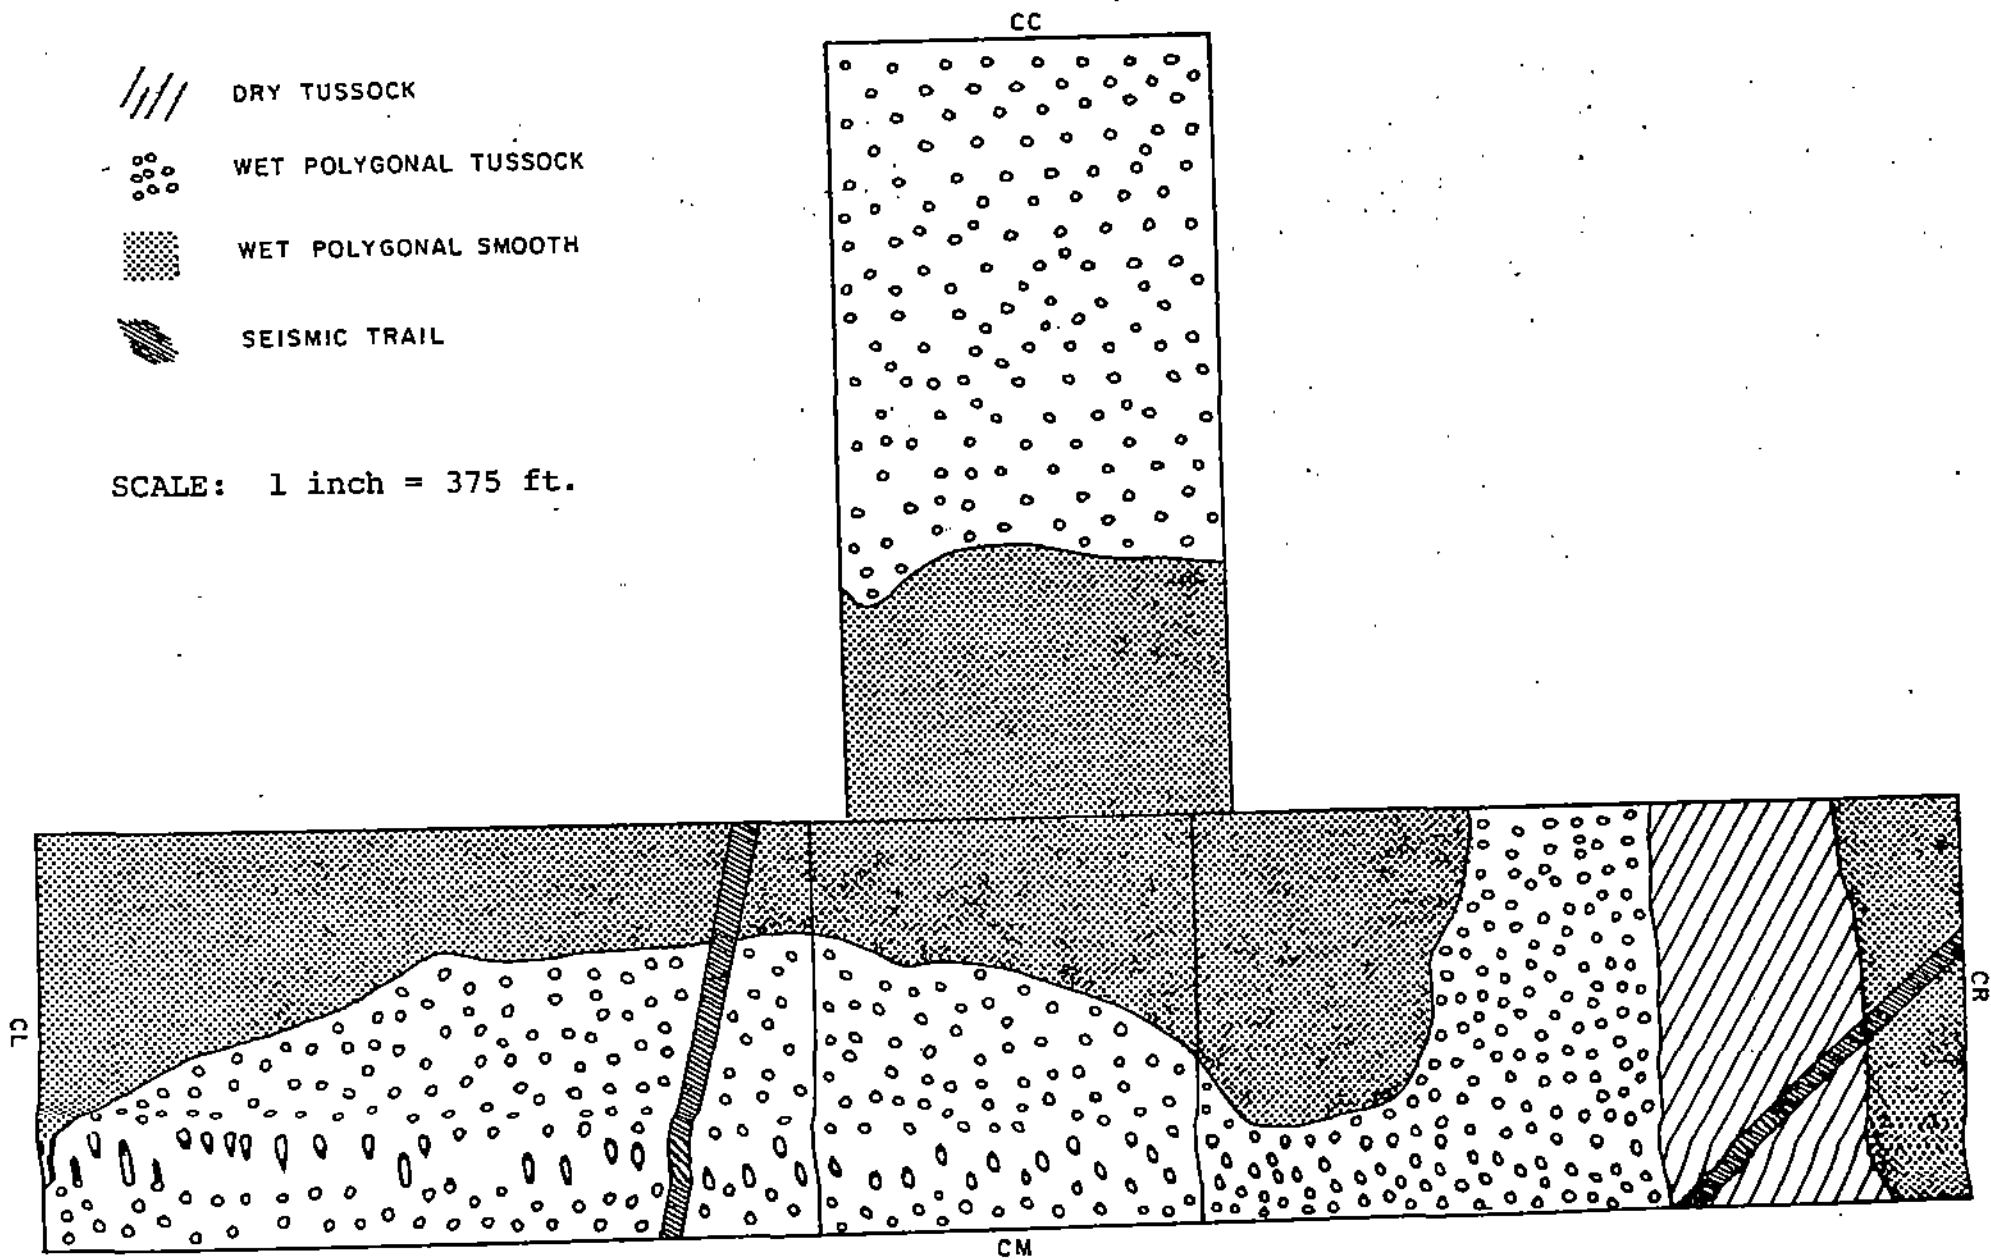 CC
DRY TUSSOCK
WET POLYGONAL TUSSOCK
WET POLYGONAL SMOOTH
SEISMIC TRAIL
SCALE: 1 inch = 375 ft.
CL
CR
CM